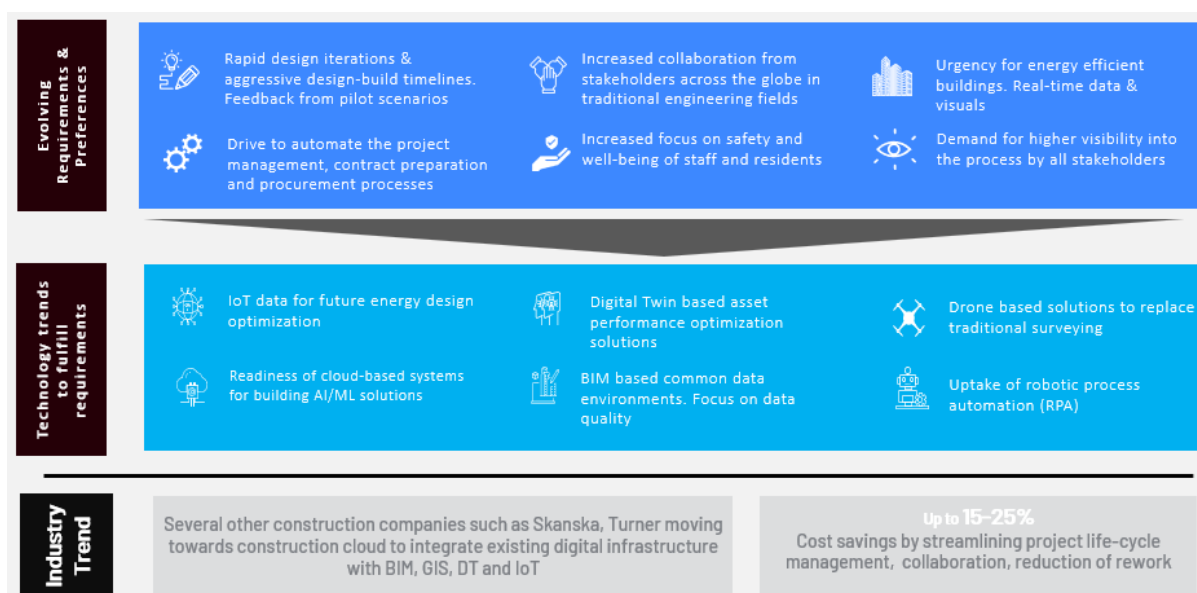 Evolving
Requirements &
Preferences
Rapid design iterations &
aggressive design-build timelines.
Feedback from pilot scenarios
Increased collaboration from
stakeholders across the globe in
traditional engineering fields
Urgency for energy efficient
buildings. Real-time data &
visuals
Drive to automate the project
management, contract preparation
and procurement processes
Increased focus on safety and
well-being of staff and residents
Demand for higher visibility into
the process by all stakeholders
Technology trends
to fulfill
requirements
IoT data for future energy design
optimization
Digital Twin based asset
performance optimization
solutions
Drone based solutions to replace
traditional surveying
Readiness of cloud-based systems
for building AI/ML solutions
BIM based common data
environments. Focus on data
quality
Uptake of robotic process
automation (RPA)
Industry
Trend
Several other construction companies such as Skanska, Turner moving
towards construction cloud to integrate existing digital infrastructure
with BIM, GIS, DT and IoT
Up to 15-25%
Cost savings by streamlining project life-cycle
management, collaboration, reduction of rework